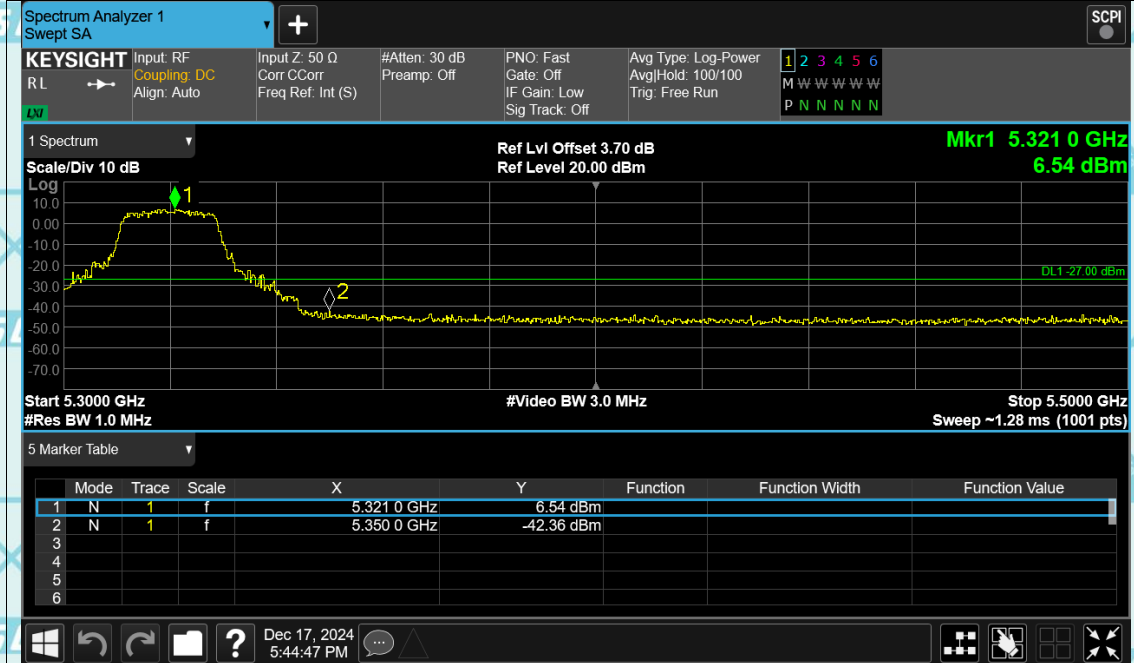 Spectrum Analyzer 1
Swept SA
+
SCPI
KEYSIGHT
RL
LXI
Input: RF
Coupling: DC
Align: Auto
Input Z: 50 Ω
Corr CCorr
Freq Ref: Int (S)
#Atten: 30 dB
Preamp: Off
PNO: Fast
Gate: Off
IF Gain: Low
Sig Track: Off
Avg Type: Log-Power
Avg|Hold: 100/100
Trig: Free Run
1 2 3 4 5 6
M W W W W W
P N N N N N
1 Spectrum
Scale/Div 10 dB
Ref Lvl Offset 3.70 dB
Ref Level 20.00 dBm
Mkr1 5.321 0 GHz
6.54 dBm
Log
10.0
0.00
-10.0
-20.0
-30.0
-40.0
-50.0
-60.0
-70.0
1
2
DL1 -27.00 dBm
Start 5.3000 GHz
#Video BW 3.0 MHz
Stop 5.5000 GHz
#Res BW 1.0 MHz
Sweep ~1.28 ms (1001 pts)
5 Marker Table
Mode Trace Scale X Y Function Function Width Function Value
1 N 1 f 5.321 0 GHz 6.54 dBm
2 N 1 f 5.350 0 GHz -42.36 dBm
3
4
5
6
?
Dec 17, 2024
5:44:47 PM